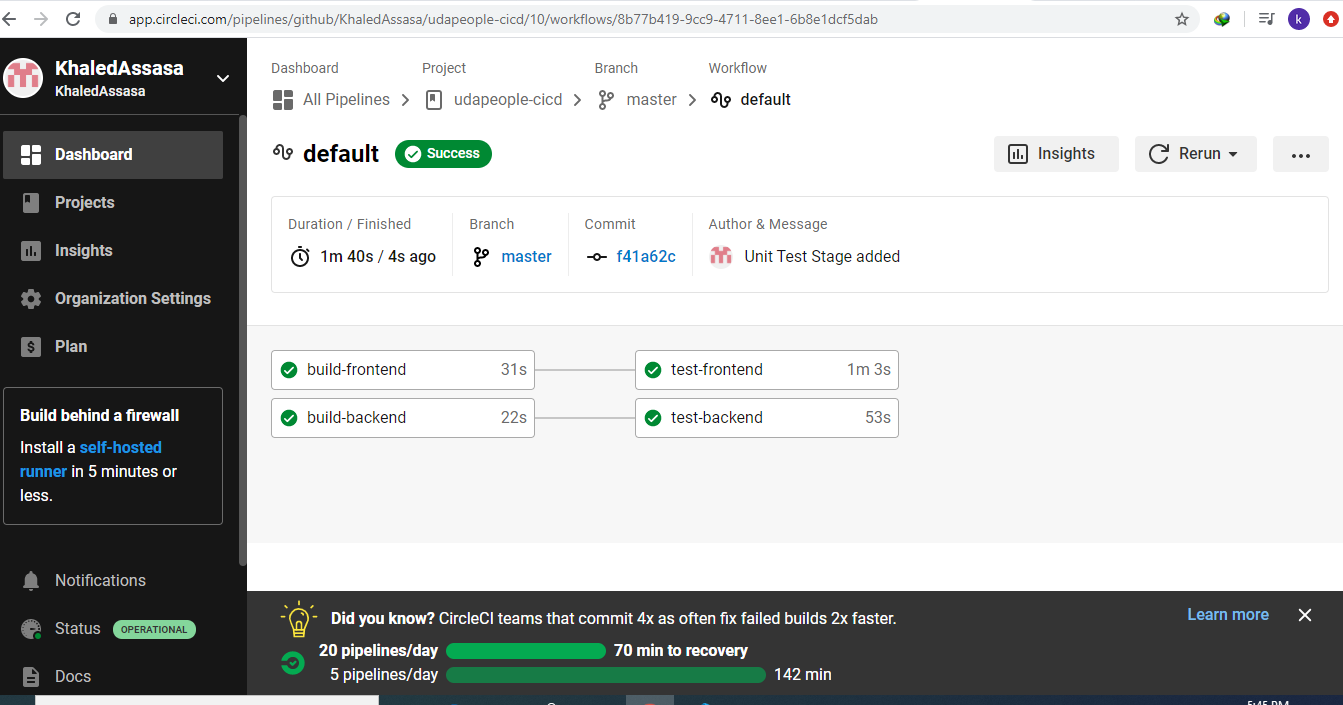 app.circleci.com/pipelines/github/KhaledAssasa/udapeople-cicd/10/workflows/8b77b419-9cc9-4711-8ee1-6b8e1dcf5dab
k
KhaledAssasa
KhaledAssasa
Dashboard
Projects
Insights
Organization Settings
$ Plan
Build behind a firewall
Install a self-hosted
runner in 5 minutes or
less.
Notifications
Status OPERATIONAL
Docs
Dashboard Project Branch Workflow
All Pipelines udapeople-cicd master default
default Success
Insights Rerun ...
Duration / Finished Branch Commit Author & Message
1m 40s / 4s ago master f41a62c Unit Test Stage added
build-frontend 31s test-frontend 1m 3s
build-backend 22s test-backend 53s
Did you know? CircleCI teams that commit 4x as often fix failed builds 2x faster.
Learn more
20 pipelines/day 70 min to recovery
5 pipelines/day 142 min
5:45 PM